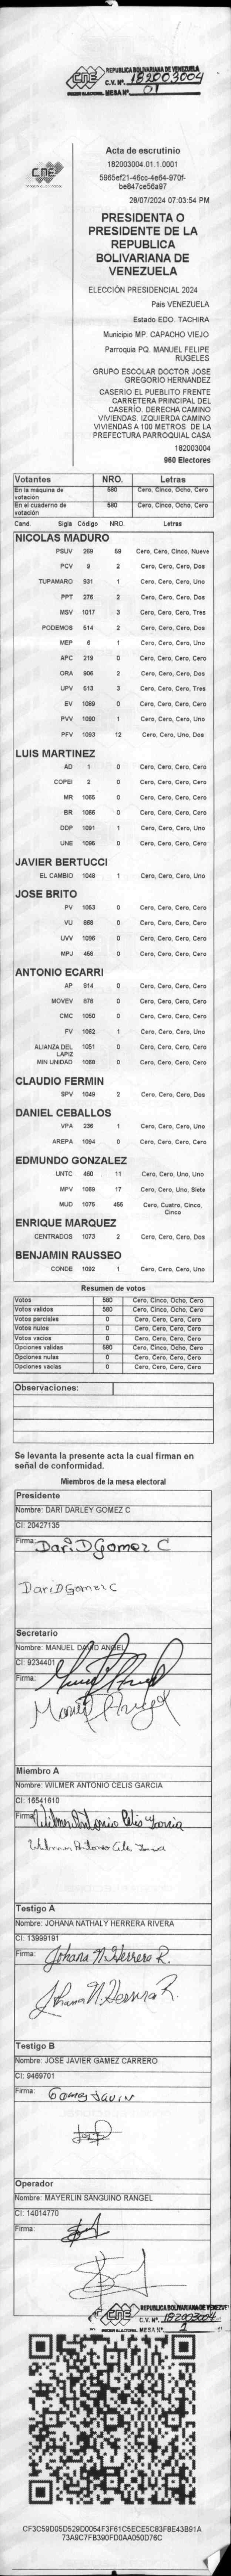 CNE
REPUBLICA BOLIVARIANA DE VENEZUELA
C.V. Nº. 182003004
PODER ELECTORAL MESA Nº 01
CNE
Acta de escrutinio
182003004.01.1.0001
5965ef21-46cc-4e64-970f-
be847ce56a97
28/07/2024 07:03:54 PM
PRESIDENTA O
PRESIDENTE DE LA
REPUBLICA
BOLIVARIANA DE
VENEZUELA
ELECCIÓN PRESIDENCIAL 2024
Pais VENEZUELA
Estado EDO. TACHIRA
Municipio MP. CAPACHO VIEJO
Parroquia PQ. MANUEL FELIPE
RUGELES
GRUPO ESCOLAR DOCTOR JOSE
GREGORIO HERNANDEZ
CASERIO EL PUEBLITO FRENTE
CARRETERA PRINCIPAL DEL
CASERÍO. DERECHA CAMINO
VIVIENDAS. IZQUIERDA CAMINO
VIVIENDAS A 100 METROS DE LA
PREFECTURA PARROQUIAL CASA
182003004
960 Electores
Votantes NRO. Letras
En la máquina de votación 580 Cero, Cinco, Ocho, Cero
En el cuaderno de votación 580 Cero, Cinco, Ocho, Cero
Cand. Sigla Código NRO. Letras
NICOLAS MADURO
PSUV 269 59 Cero, Cero, Cinco, Nueve
PCV 9 2 Cero, Cero, Cero, Dos
TUPAMARO 931 1 Cero, Cero, Cero, Uno
PPT 276 2 Cero, Cero, Cero, Dos
MSV 1017 3 Cero, Cero, Cero, Tres
PODEMOS 514 2 Cero, Cero, Cero, Dos
MEP 6 1 Cero, Cero, Cero, Uno
APC 219 0 Cero, Cero, Cero, Cero
ORA 906 2 Cero, Cero, Cero, Dos
UPV 513 3 Cero, Cero, Cero, Tres
EV 1089 0 Cero, Cero, Cero, Cero
PVV 1090 1 Cero, Cero, Cero, Uno
PFV 1093 12 Cero, Cero, Uno, Dos
LUIS MARTINEZ
AD 1 0 Cero, Cero, Cero, Cero
COPEI 2 0 Cero, Cero, Cero, Cero
MR 1065 0 Cero, Cero, Cero, Cero
BR 1066 0 Cero, Cero, Cero, Cero
DDP 1091 1 Cero, Cero, Cero, Uno
UNE 1095 0 Cero, Cero, Cero, Cero
JAVIER BERTUCCI
EL CAMBIO 1048 1 Cero, Cero, Cero, Uno
JOSE BRITO
PV 1053 0 Cero, Cero, Cero, Cero
VU 868 0 Cero, Cero, Cero, Cero
UVV 1096 0 Cero, Cero, Cero, Cero
MPJ 458 0 Cero, Cero, Cero, Cero
ANTONIO ECARRI
AP 914 0 Cero, Cero, Cero, Cero
MOVEV 878 0 Cero, Cero, Cero, Cero
CMC 1050 0 Cero, Cero, Cero, Cero
FV 1062 1 Cero, Cero, Cero, Uno
ALIANZA DEL LAPIZ 1051 0 Cero, Cero, Cero, Cero
MIN UNIDAD 1068 0 Cero, Cero, Cero, Cero
CLAUDIO FERMIN
SPV 1049 2 Cero, Cero, Cero, Dos
DANIEL CEBALLOS
VPA 236 1 Cero, Cero, Cero, Uno
AREPA 1094 0 Cero, Cero, Cero, Cero
EDMUNDO GONZALEZ
UNTC 460 11 Cero, Cero, Uno, Uno
MPV 1069 17 Cero, Cero, Uno, Siete
MUD 1075 455 Cero, Cuatro, Cinco, Cinco
ENRIQUE MARQUEZ
CENTRADOS 1073 2 Cero, Cero, Cero, Dos
BENJAMIN RAUSSEO
CONDE 1092 1 Cero, Cero, Cero, Uno
Resumen de votos
Votos 580 Cero, Cinco, Ocho, Cero
Votos validos 580 Cero, Cinco, Ocho, Cero
Votos parciales 0 Cero, Cero, Cero, Cero
Votos nulos 0 Cero, Cero, Cero, Cero
Votos vacios 0 Cero, Cero, Cero, Cero
Opciones validas 580 Cero, Cinco, Ocho, Cero
Opciones nulas 0 Cero, Cero, Cero, Cero
Opciones vacias 0 Cero, Cero, Cero, Cero
Observaciones:
Se levanta la presente acta la cual firman en
señal de conformidad.
Miembros de la mesa electoral
Presidente
Nombre: DARI DARLEY GOMEZ C
CI: 20427135
Firma: Dari D Gomez C
Dari D Gomez C
Secretario
Nombre: MANUEL DAVID ANGEL
CI: 9234401
Firma:
Manuel Angel
Miembro A
Nombre: WILMER ANTONIO CELIS GARCIA
CI: 16541610
Firma: Wilmer Antonio Celis Garcia
Wilmer Antonio Celis Garcia
Testigo A
Nombre: JOHANA NATHALY HERRERA RIVERA
CI: 13999191
Firma: Johana N. Herrera R.
Johana N. Herrera R.
Testigo B
Nombre: JOSE JAVIER GAMEZ CARRERO
CI: 9469701
Firma: Gamez Javier
Operador
Nombre: MAYERLIN SANGUINO RANGEL
CI: 14014770
Firma:
CNE
REPUBLICA BOLIVARIANA DE VENEZUE
C.V. Nº. 182003004
PODER ELECTORAL MESA Nº
CF3C59D05D529D0054F3F61C5ECE5C83F8E43B91A
73A9C7FB390FD0AA050D76C